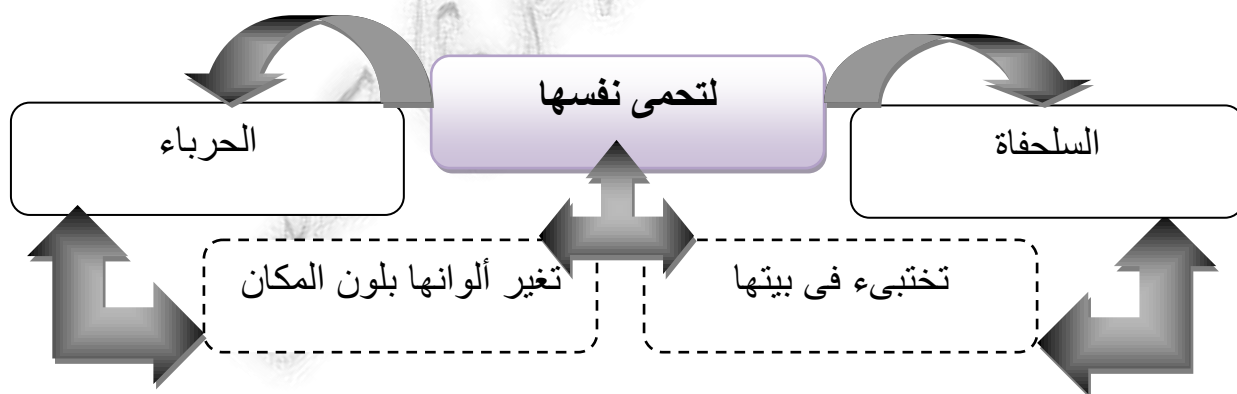 لتحمى نفسها
السلحفاة
الحرباء
تختبىء فى بيتها
تغير ألوانها بلون المكان